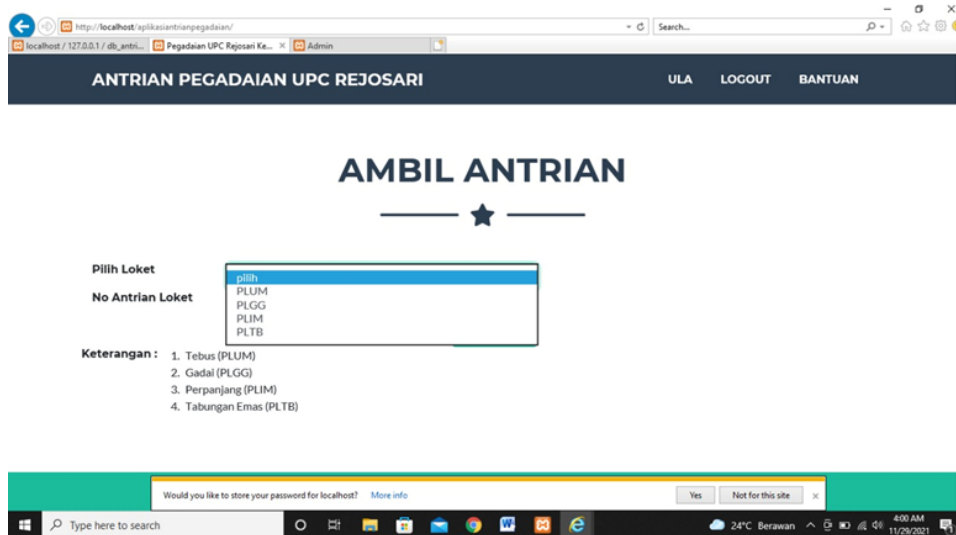 http://localhost/aplikasiantrianpegadaian/
Search...
localhost / 127.0.0.1 / db_antri...
Pegadaian UPC Rejosari Ke...
Admin
ANTRIAN PEGADAIAN UPC REJOSARI
ULA LOGOUT BANTUAN
AMBIL ANTRIAN
Pilih Loket
pilih
PLUM
PLGG
PLIM
PLTB
No Antrian Loket
Keterangan :
1. Tebus (PLUM)
2. Gadai (PLGG)
3. Perpanjang (PLIM)
4. Tabungan Emas (PLTB)
Would you like to store your password for localhost? More info
Yes
Not for this site
Type here to search
24°C Berawan
4:00 AM
11/29/2021